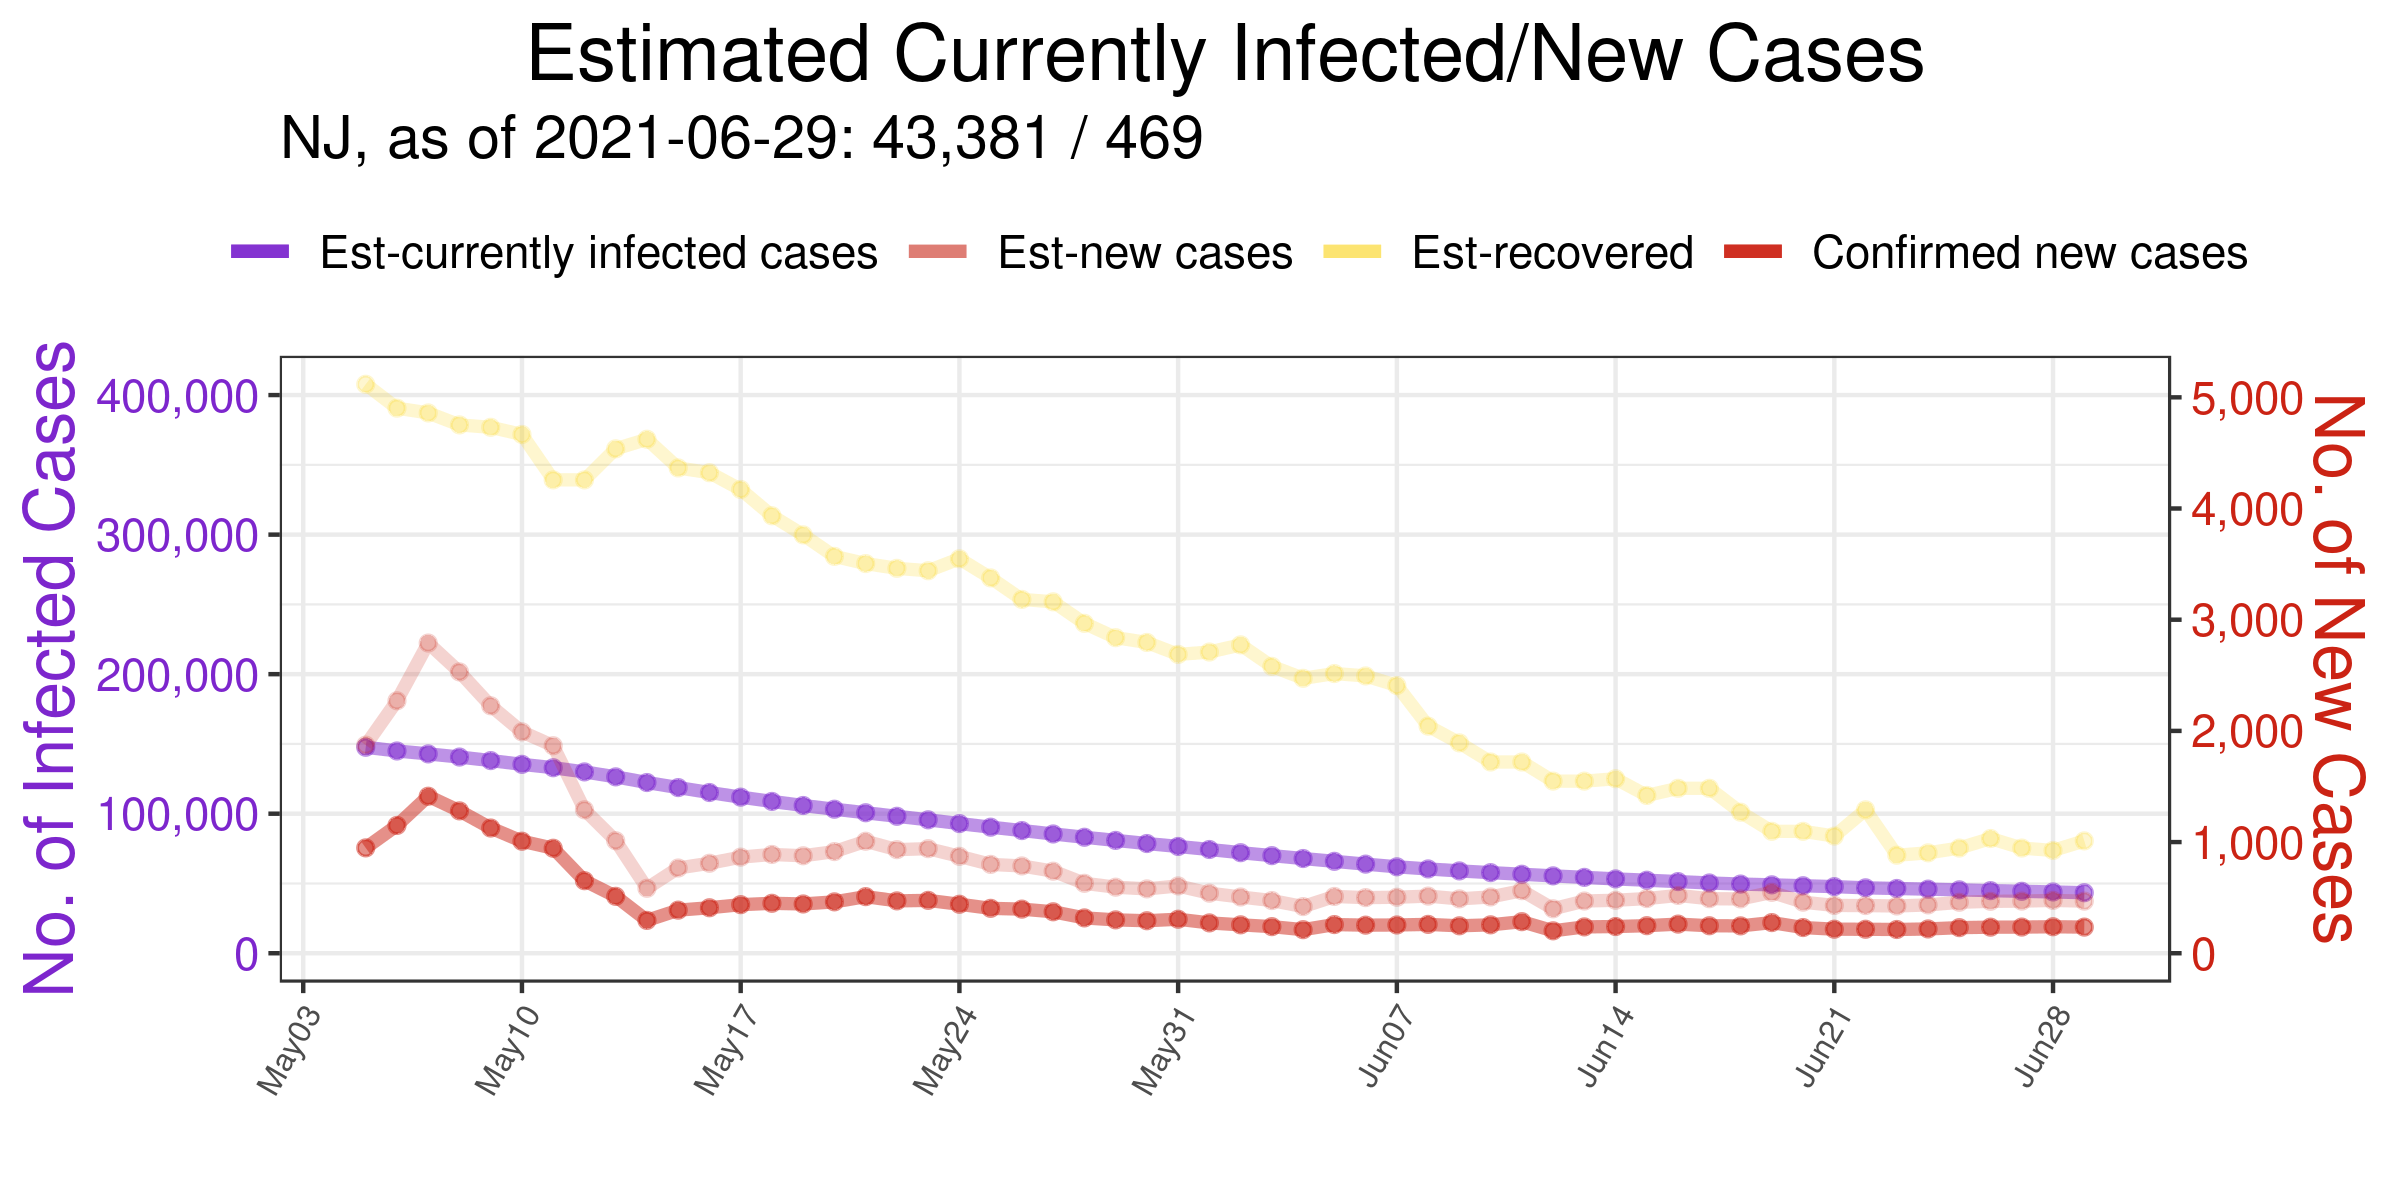 Estimated Currently Infected/New Cases
NJ, as of 2021-06-29: 43,381 / 469
Est-currently infected cases Est-new cases Est-recovered Confirmed new cases
No. of Infected Cases
400,000
300,000
200,000
100,000
0
5,000
4,000
3,000
2,000
1,000
0
No. of New Cases
May03 May10 May17 May24 May31 Jun07 Jun14 Jun21 Jun28